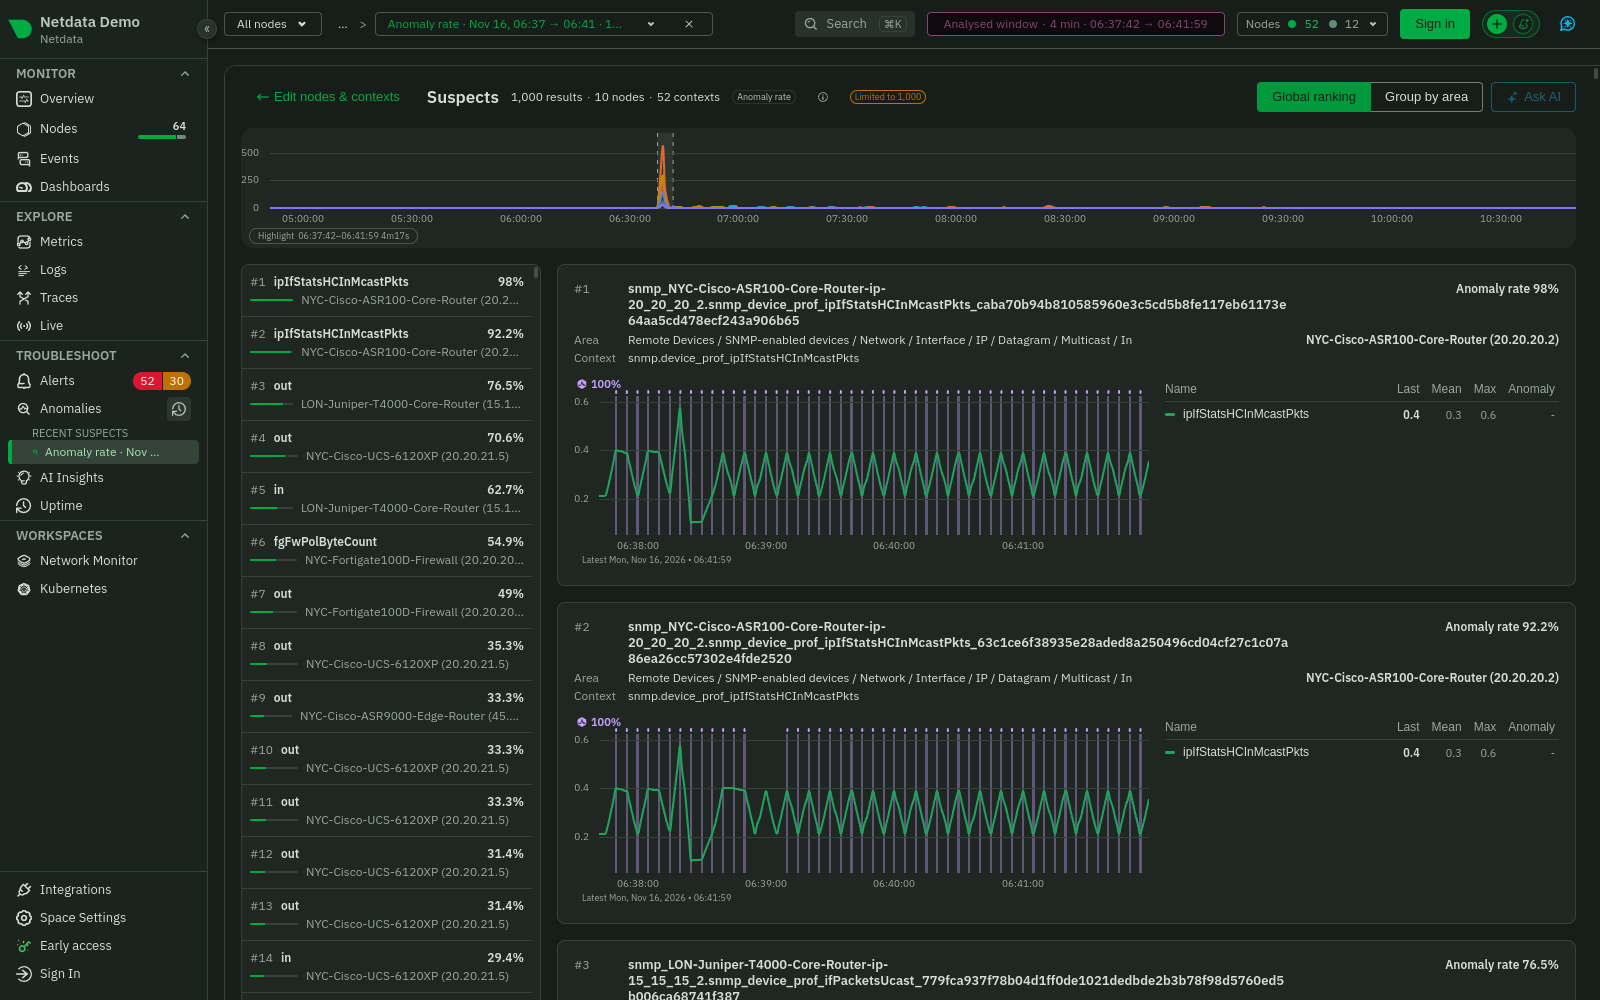 Netdata Demo
Netdata
MONITOR
Overview
Nodes
64
Events
Dashboards
EXPLORE
Metrics
Logs
Traces
Live
TROUBLESHOOT
Alerts
52 30
Anomalies
RECENT SUSPECTS
Anomaly rate · Nov ...
AI Insights
Uptime
WORKSPACES
Network Monitor
Kubernetes
Integrations
Space Settings
Early access
Sign In
«
All nodes
... >
Anomaly rate · Nov 16, 06:37 → 06:41 · 1...
Search ⌘K
Analysed window · 4 min · 06:37:42 → 06:41:59
Nodes 52 12
Sign in
← Edit nodes & contexts
Suspects
1,000 results · 10 nodes · 52 contexts
Anomaly rate
Limited to 1,000
Global ranking
Group by area
Ask AI
500
250
0
05:00:00 05:30:00 06:00:00 06:30:00 07:00:00 07:30:00 08:00:00 08:30:00 09:00:00 09:30:00 10:00:00 10:30:00
Highlight 06:37:42–06:41:59 4m17s
#1 ipIfStatsHCInMcastPkts 98%
NYC-Cisco-ASR100-Core-Router (20.2...
#2 ipIfStatsHCInMcastPkts 92.2%
NYC-Cisco-ASR100-Core-Router (20.2...
#3 out 76.5%
LON-Juniper-T4000-Core-Router (15.1...
#4 out 70.6%
NYC-Cisco-UCS-6120XP (20.20.21.5)
#5 in 62.7%
LON-Juniper-T4000-Core-Router (15.1...
#6 fgFwPolByteCount 54.9%
NYC-Fortigate100D-Firewall (20.20.20...
#7 out 49%
NYC-Fortigate100D-Firewall (20.20.20...
#8 out 35.3%
NYC-Cisco-UCS-6120XP (20.20.21.5)
#9 out 33.3%
NYC-Cisco-ASR9000-Edge-Router (45....
#10 out 33.3%
NYC-Cisco-UCS-6120XP (20.20.21.5)
#11 out 33.3%
NYC-Cisco-UCS-6120XP (20.20.21.5)
#12 out 31.4%
NYC-Cisco-UCS-6120XP (20.20.21.5)
#13 out 31.4%
NYC-Cisco-UCS-6120XP (20.20.21.5)
#14 in 29.4%
NYC-Cisco-UCS-6120XP (20.20.21.5)
#1 snmp_NYC-Cisco-ASR100-Core-Router-ip-
20_20_20_2.snmp_device_prof_ipIfStatsHCInMcastPkts_caba70b94b810585960e3c5cd5b8fe117eb61173e
64aa5cd478ecf243a906b65
Anomaly rate 98%
Area Remote Devices / SNMP-enabled devices / Network / Interface / IP / Datagram / Multicast / In
NYC-Cisco-ASR100-Core-Router (20.20.20.2)
Context snmp.device_prof_ipIfStatsHCInMcastPkts
100%
0.6
0.4
0.2
06:38:00 06:39:00 06:40:00 06:41:00
Latest Mon, Nov 16, 2026 • 06:41:59
Name Last Mean Max Anomaly
ipIfStatsHCInMcastPkts 0.4 0.3 0.6 -
#2 snmp_NYC-Cisco-ASR100-Core-Router-ip-
20_20_20_2.snmp_device_prof_ipIfStatsHCInMcastPkts_63c1ce6f38935e28aded8a250496cd04cf27c1c07a
86ea26cc57302e4fde2520
Anomaly rate 92.2%
Area Remote Devices / SNMP-enabled devices / Network / Interface / IP / Datagram / Multicast / In
NYC-Cisco-ASR100-Core-Router (20.20.20.2)
Context snmp.device_prof_ipIfStatsHCInMcastPkts
100%
0.6
0.4
0.2
06:38:00 06:39:00 06:40:00 06:41:00
Latest Mon, Nov 16, 2026 • 06:41:59
Name Last Mean Max Anomaly
ipIfStatsHCInMcastPkts 0.4 0.3 0.6 -
#3 snmp_LON-Juniper-T4000-Core-Router-ip-
15_15_15_2.snmp_device_prof_ifPacketsUcast_779fca937f78b04d1ff0de1021dedbde2b3b78f98d5760ed5
b006ca68741f387
Anomaly rate 76.5%